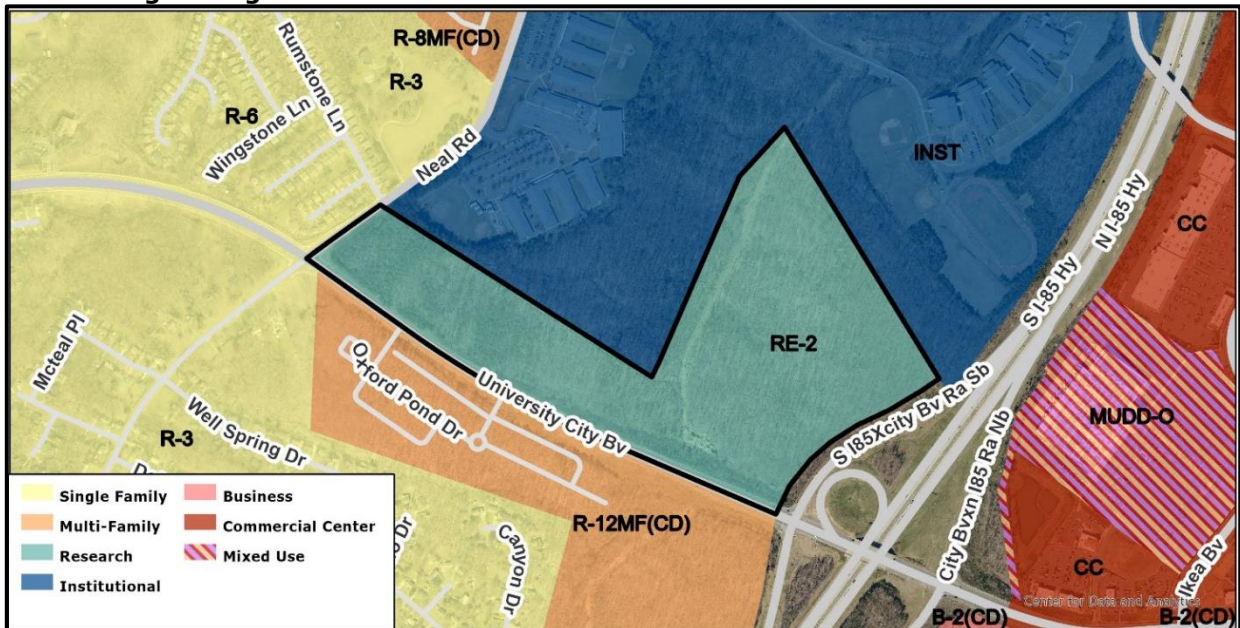 R-8MF(CD)
R-3
Rumstone Ln
R-6
Wingstone Ln
Neal Rd
INST
CC
N I-85 Hy
S I-85 Hy
RE-2
Mcteal Pl
Oxford Pond Dr
University City Bv
S I85Xcity Bv Ra Sb
MUDD-O
Well Spring Dr
R-3
City Bvxn I85 Ra Nb
R-12MF(CD)
Canyon Dr
CC
Ikea Bv
Center for Data and Analytics
B-2(CD)
B-2(CD)
Single Family
Business
Multi-Family
Commercial Center
Research
Mixed Use
Institutional